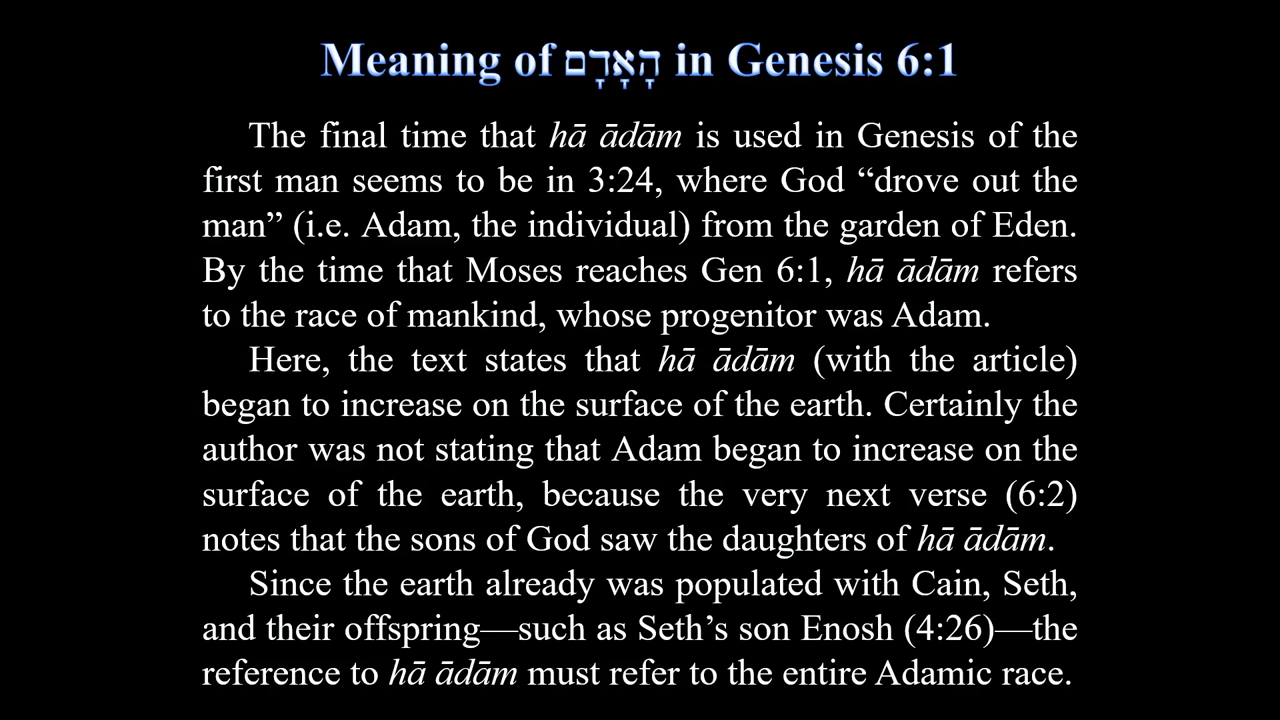 Meaning of הָאָדָם in Genesis 6:1
The final time that hā ādām is used in Genesis of the
first man seems to be in 3:24, where God “drove out the
man” (i.e. Adam, the individual) from the garden of Eden.
By the time that Moses reaches Gen 6:1, hā ādām refers
to the race of mankind, whose progenitor was Adam.
Here, the text states that hā ādām (with the article)
began to increase on the surface of the earth. Certainly the
author was not stating that Adam began to increase on the
surface of the earth, because the very next verse (6:2)
notes that the sons of God saw the daughters of hā ādām.
Since the earth already was populated with Cain, Seth,
and their offspring—such as Seth’s son Enosh (4:26)—the
reference to hā ādām must refer to the entire Adamic race.